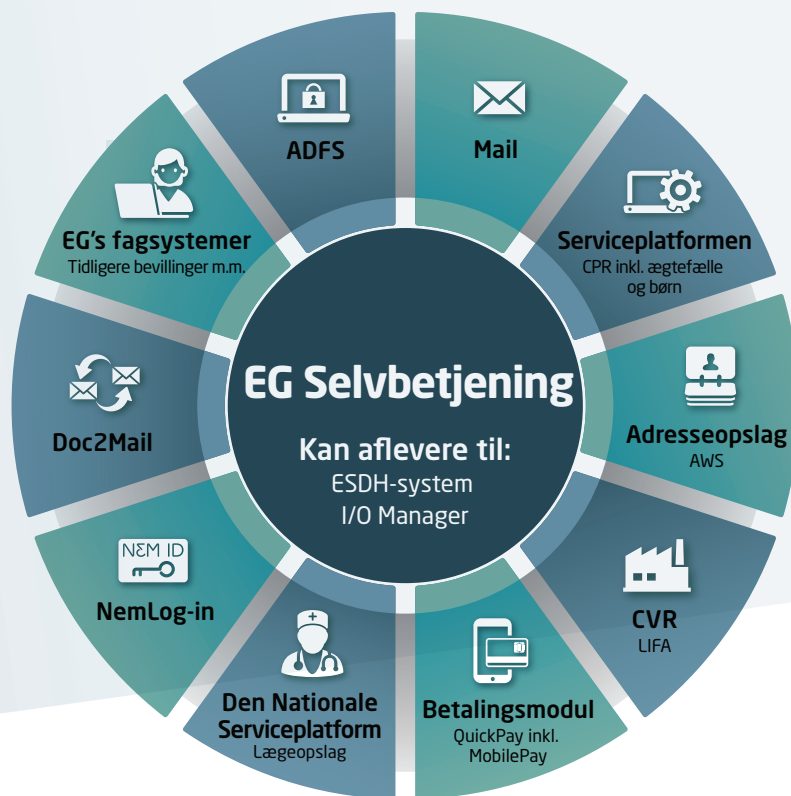 ADFS
Mail
Serviceplatformen
CPR inkl. ægtefælle
og børn
Adresseopslag
AWS
CVR
LIFA
Betalingsmodul
QuickPay inkl.
MobilePay
Den Nationale
Serviceplatform
Lægeopslag
NEM ID
NemLog-in
Doc2Mail
EG's fagsystemer
Tidligere bevillinger m.m.
EG Selvbetjening
Kan aflevere til:
ESDH-system
I/O Manager